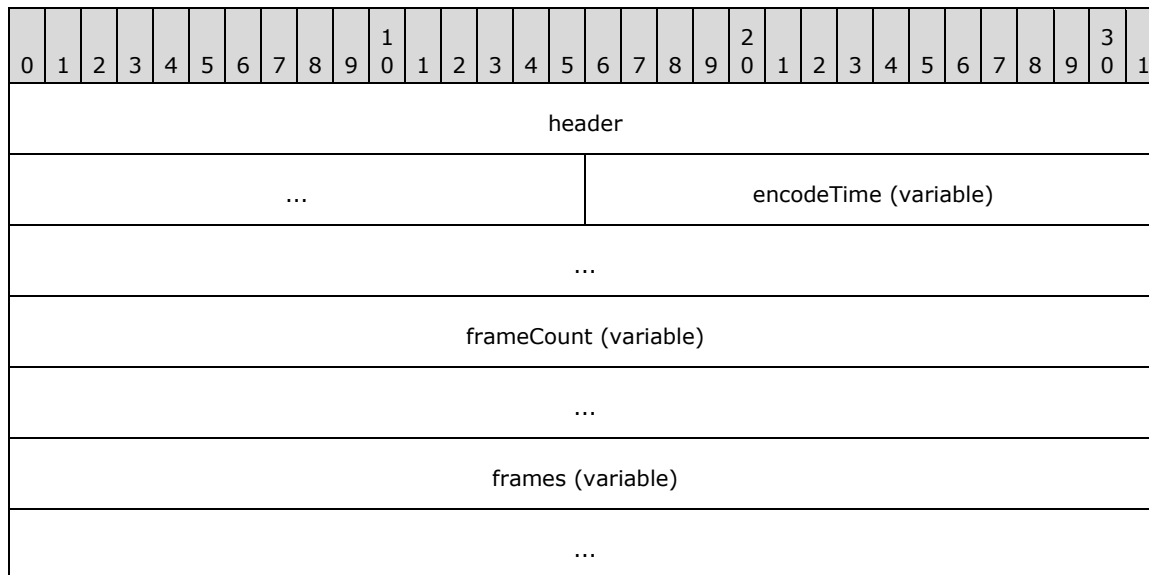 1 2 3
0 1 2 3 4 5 6 7 8 9 0 1 2 3 4 5 6 7 8 9 0 1 2 3 4 5 6 7 8 9 0 1
header
... encodeTime (variable)
...
frameCount (variable)
...
frames (variable)
...